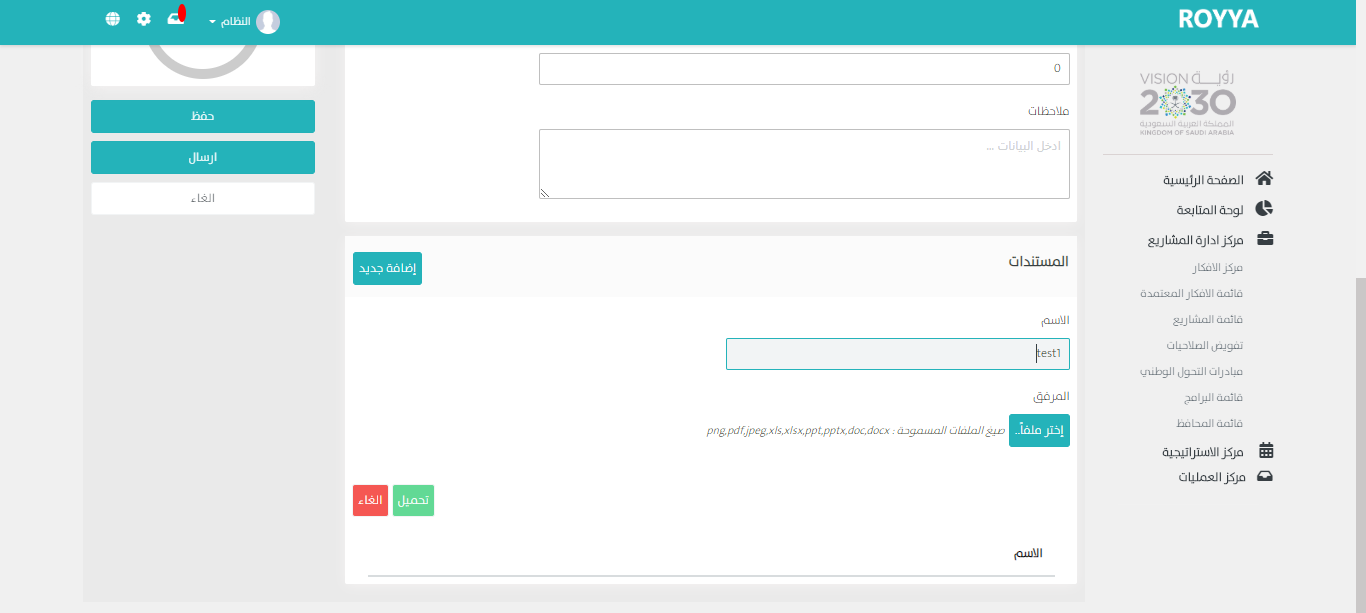 ROYYA
النظام
رؤيـــة VISION
2030
المملكة العربية السعودية
KINGDOM OF SAUDI ARABIA
الصفحة الرئيسية
لوحة المتابعة
مركز ادارة المشاريع
مركز الافكار
قائمة الافكار المعتمدة
قائمة المشاريع
تفويض الصلاحيات
مبادرات التحول الوطني
قائمة البرامج
قائمة المحافظ
مركز الاستراتيجية
مركز العمليات
0
ملاحظات
ادخل البيانات ...
المستندات
إضافة جديد
الاسم
test1
المرفق
إختر ملفاً..
صيغ الملفات المسموحة : png,pdf,jpeg,xls,xlsx,ppt,pptx,doc,docx
تحميل
الغاء
الاسم
حفظ
ارسال
الغاء